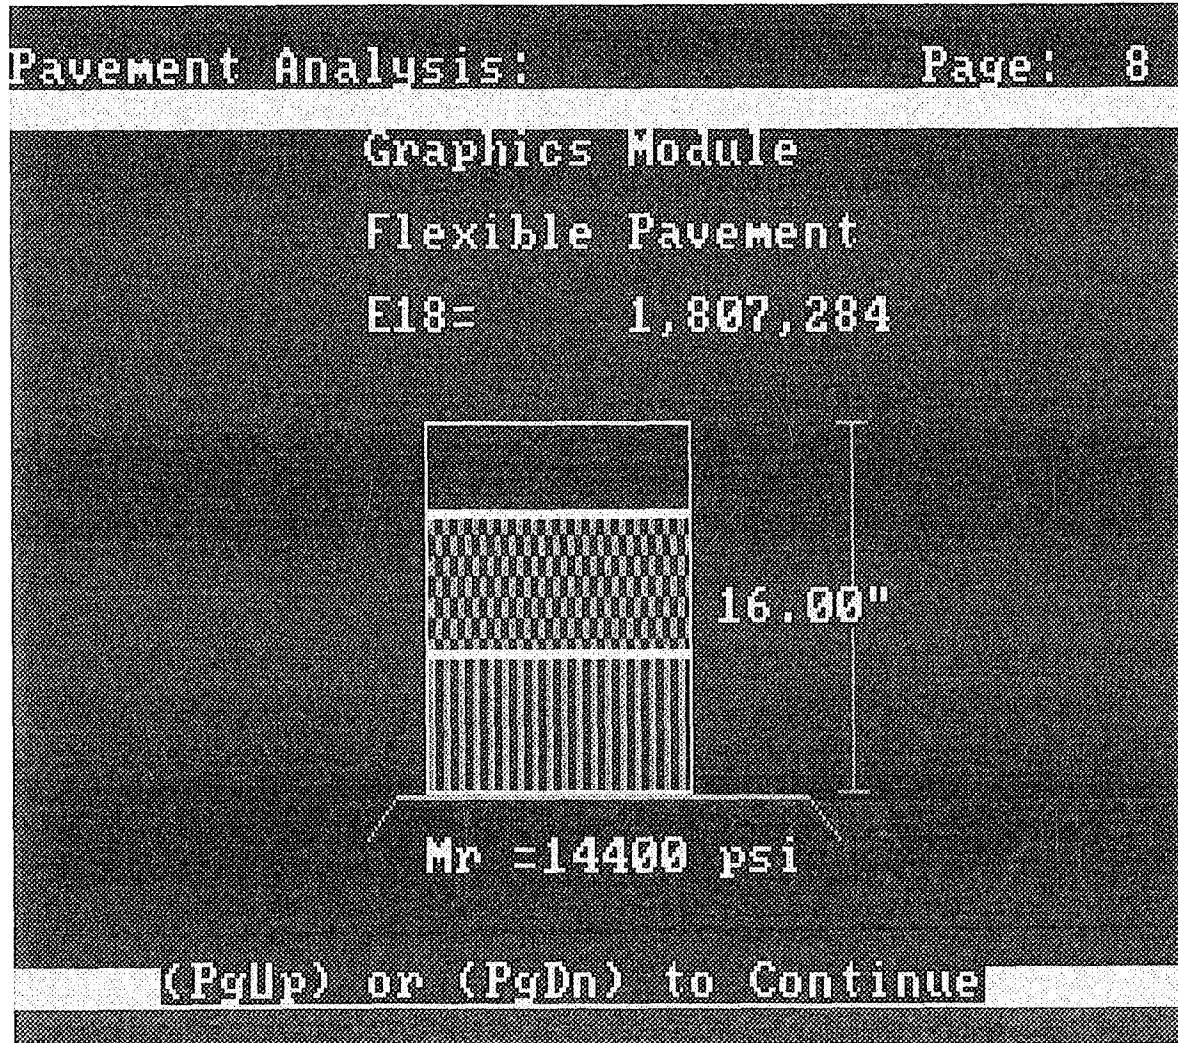 Pavement Analysis: Page: 8
Graphics Module
Flexible Pavement
E18= 1,807,284
16.00"
Mr =14400 psi
(PgUp) or (PgDn) to Continue